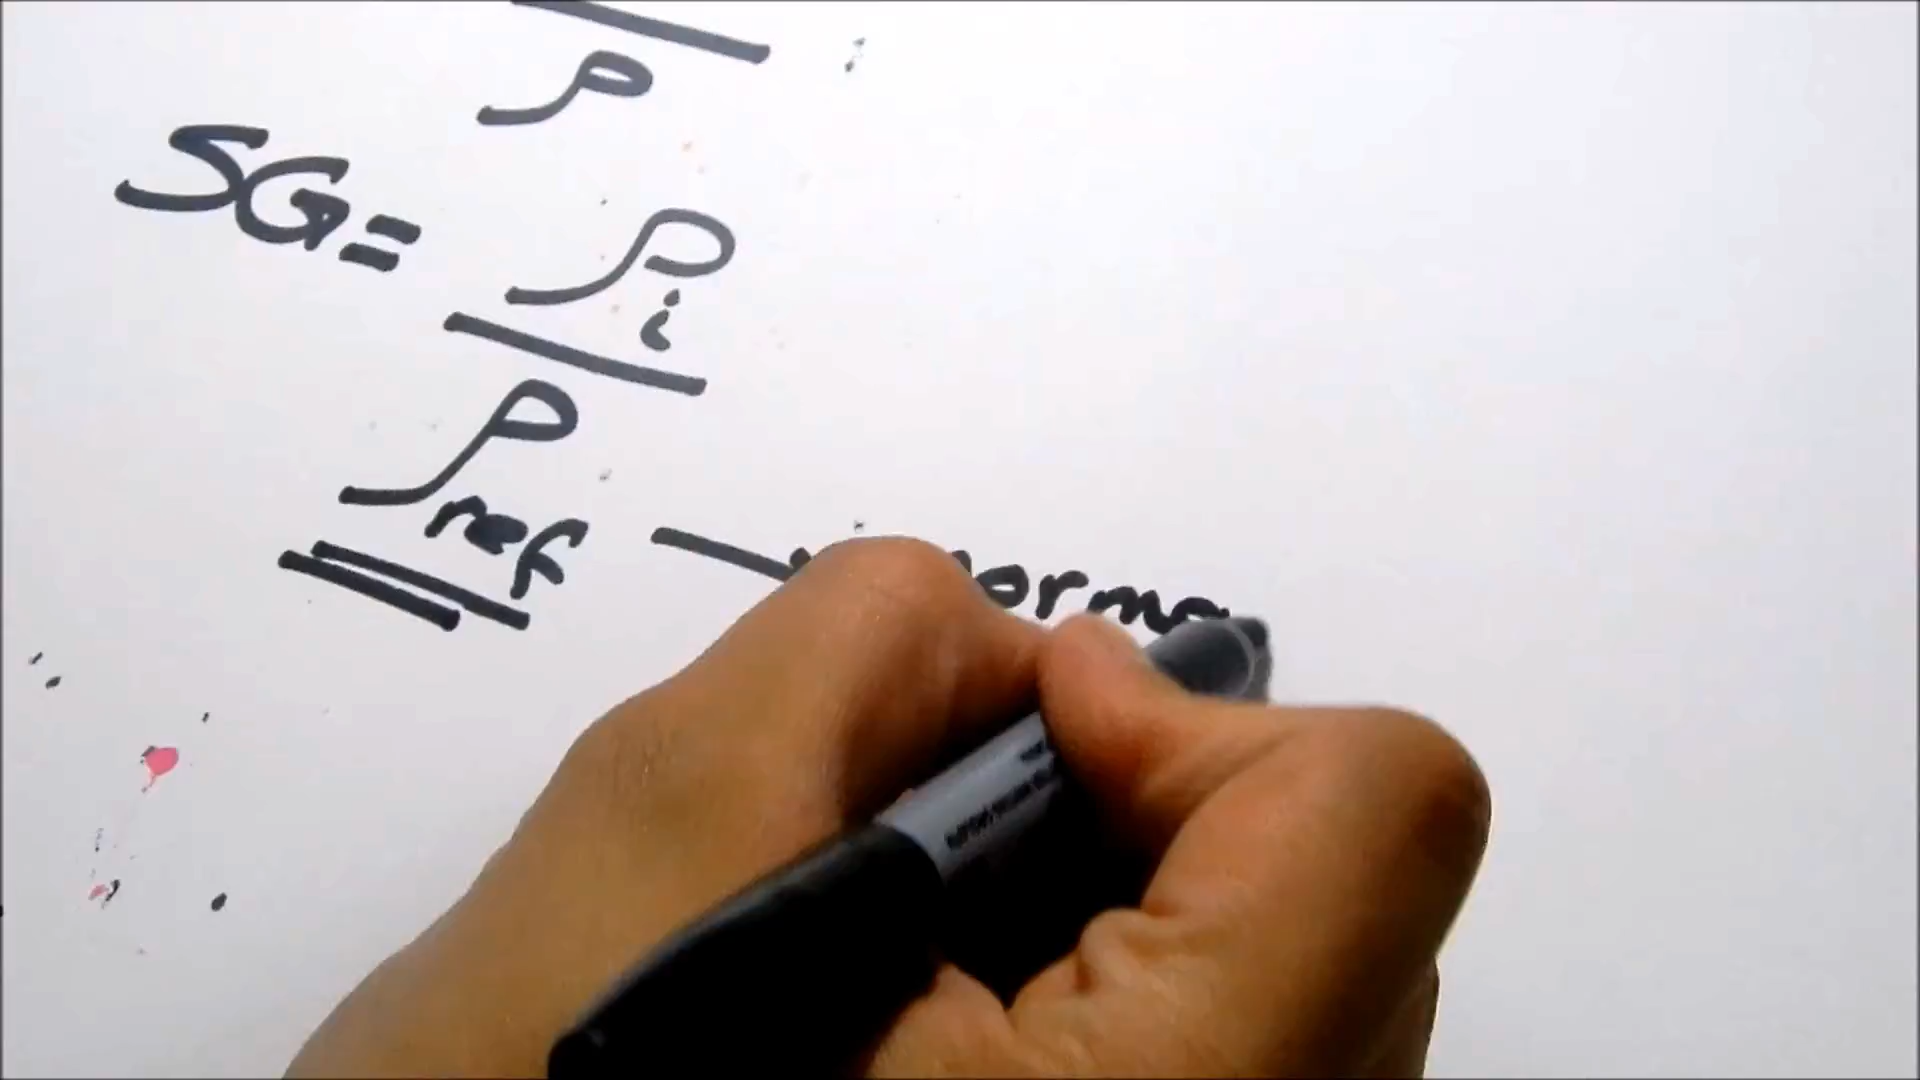 ρ
SG =
ρi
ρref